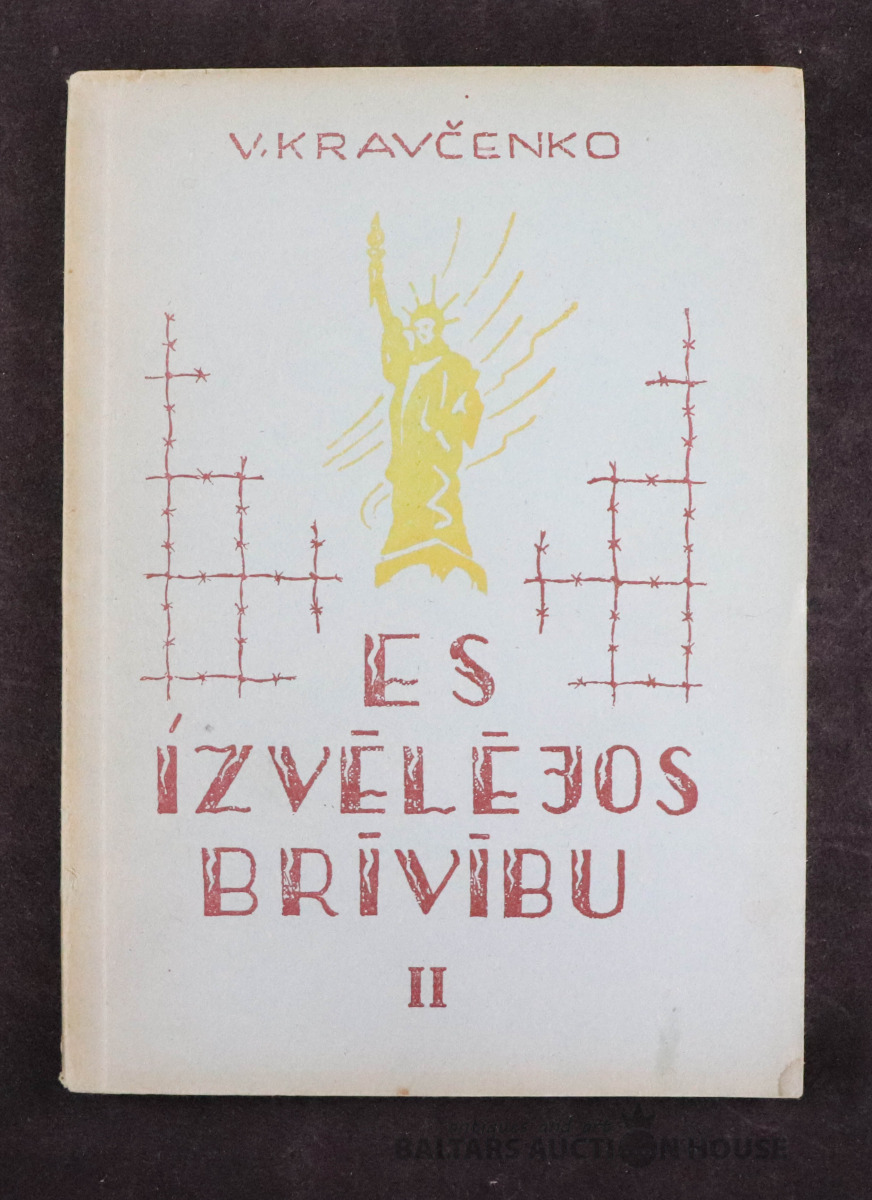 V. KRAVČENKO
ES
ÍZVĒLĒJOS
BRĪVĪBU
II
BALTARS AUCTION HOUSE